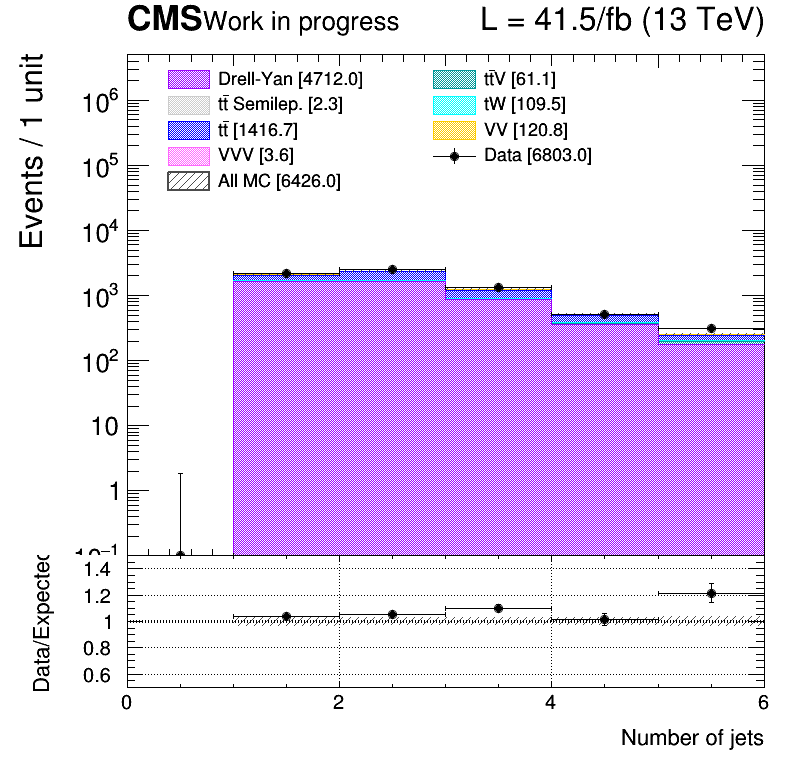 CMS Work in progress L = 41.5/fb (13 TeV)
Events / 1 unit
Drell-Yan [4712.0]
tt̄V [61.1]
tt̄ Semilep. [2.3]
tW [109.5]
tt̄ [1416.7]
VV [120.8]
VVV [3.6]
Data [6803.0]
All MC [6426.0]
10⁶
10⁵
10⁴
10³
10²
10
1
10⁻¹
Data/Expected
1.4
1.2
1
0.8
0.6
0 2 4 6
Number of jets